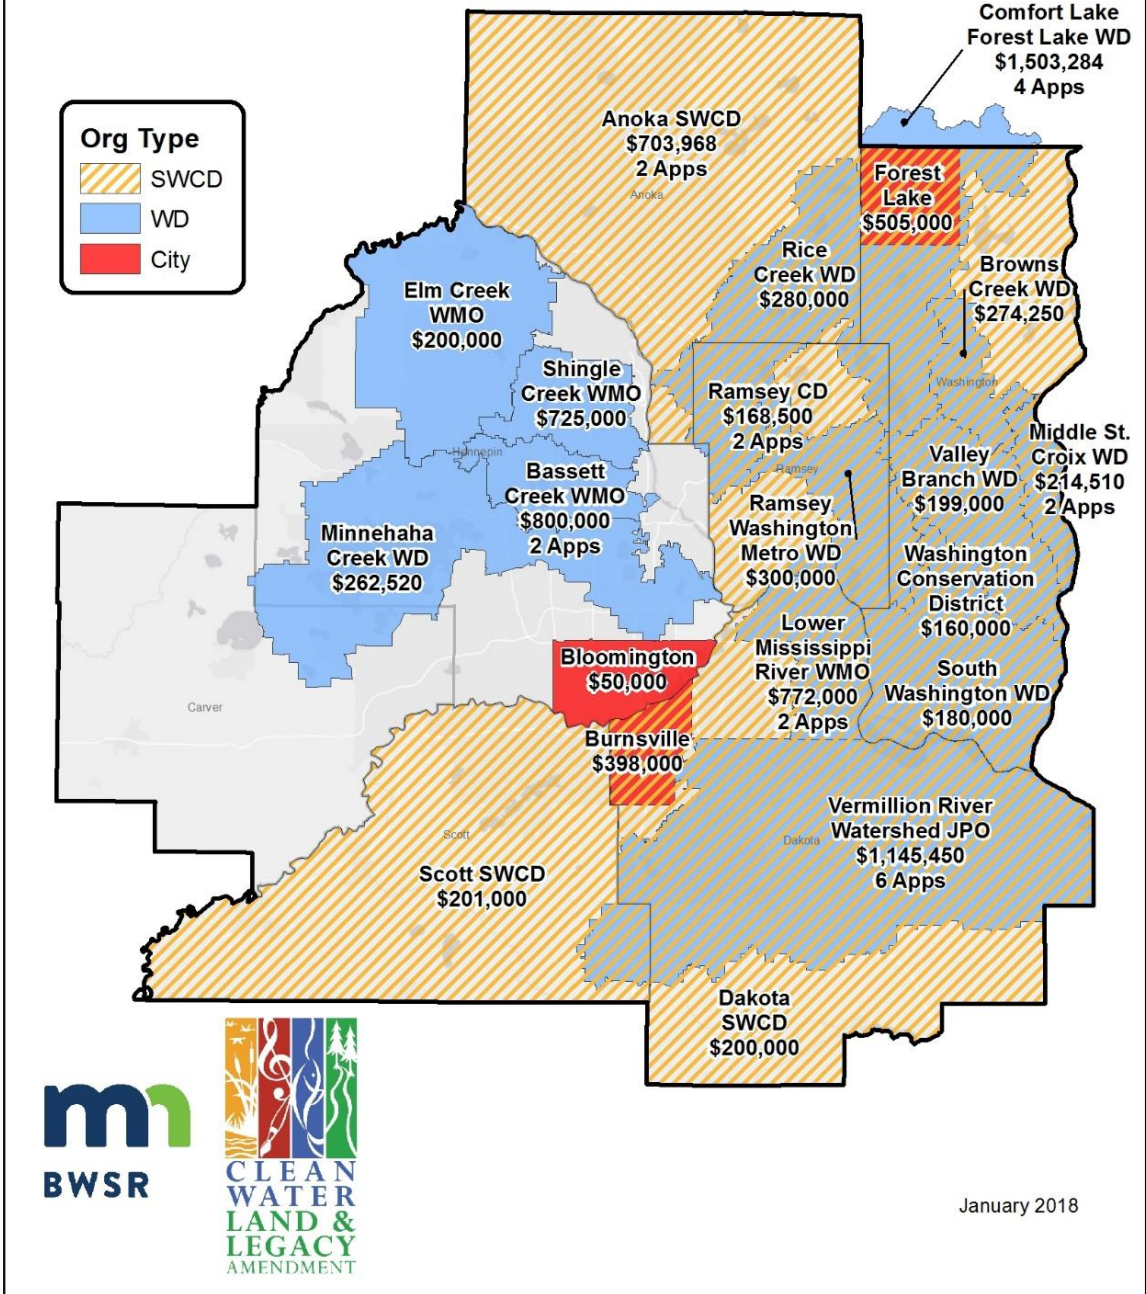 Comfort Lake
Forest Lake WD
$1,503,284
4 Apps
Org Type
SWCD
WD
City
Anoka SWCD
$703,968
2 Apps
Anoka
Forest
Lake
$505,000
Rice
Creek WD
$280,000
Browns
Creek WD
$274,250
Elm Creek
WMO
$200,000
Shingle
Creek WMO
$725,000
Washington
Ramsey CD
$168,500
2 Apps
Ramsey
Hennepin
Bassett
Creek WMO
$800,000
2 Apps
Middle St.
Croix WD
$214,510
2 Apps
Valley
Branch WD
$199,000
Minnehaha
Creek WD
$262,520
Ramsey
Washington
Metro WD
$300,000
Washington
Conservation
District
$160,000
Lower
Mississippi
River WMO
$772,000
2 Apps
Bloomington
$50,000
South
Washington WD
$180,000
Carver
Burnsville
$398,000
Vermillion River
Watershed JPO
$1,145,450
6 Apps
Dakota
Scott
Scott SWCD
$201,000
Dakota
SWCD
$200,000
mn
BWSR
CLEAN
WATER
LAND &
LEGACY
AMENDMENT
January 2018